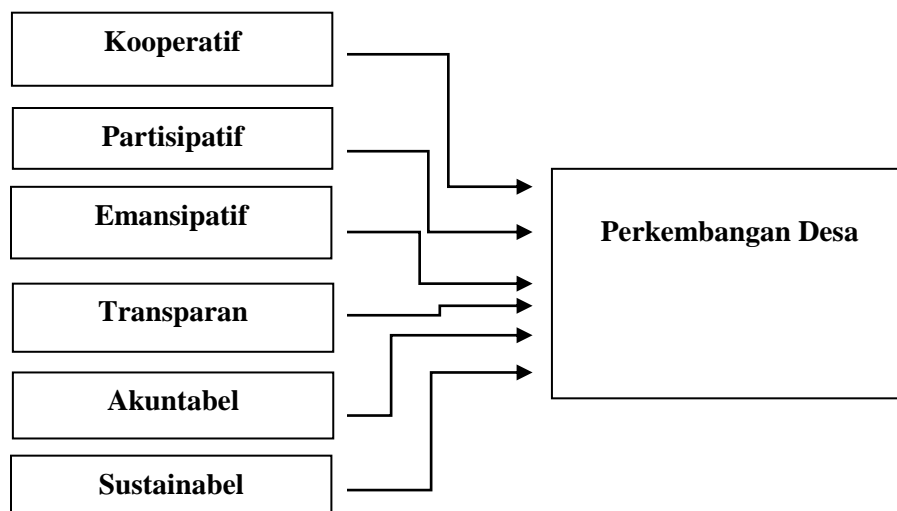 Kooperatif
Partisipatif
Emansipatif
Perkembangan Desa
Transparan
Akuntabel
Sustainabel